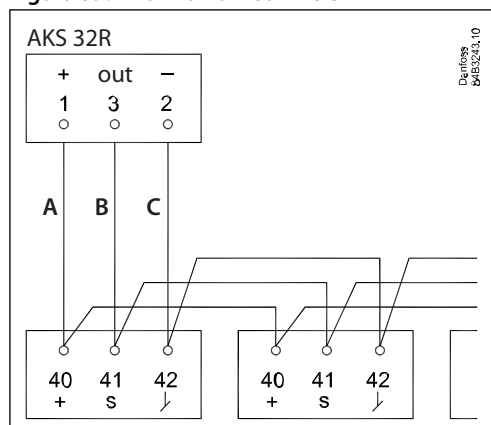 AKS 32R
+ out −
1 3 2
A B C
40 41 42
+ S
40 41 42
+ S
Danfoss
84B3243.10